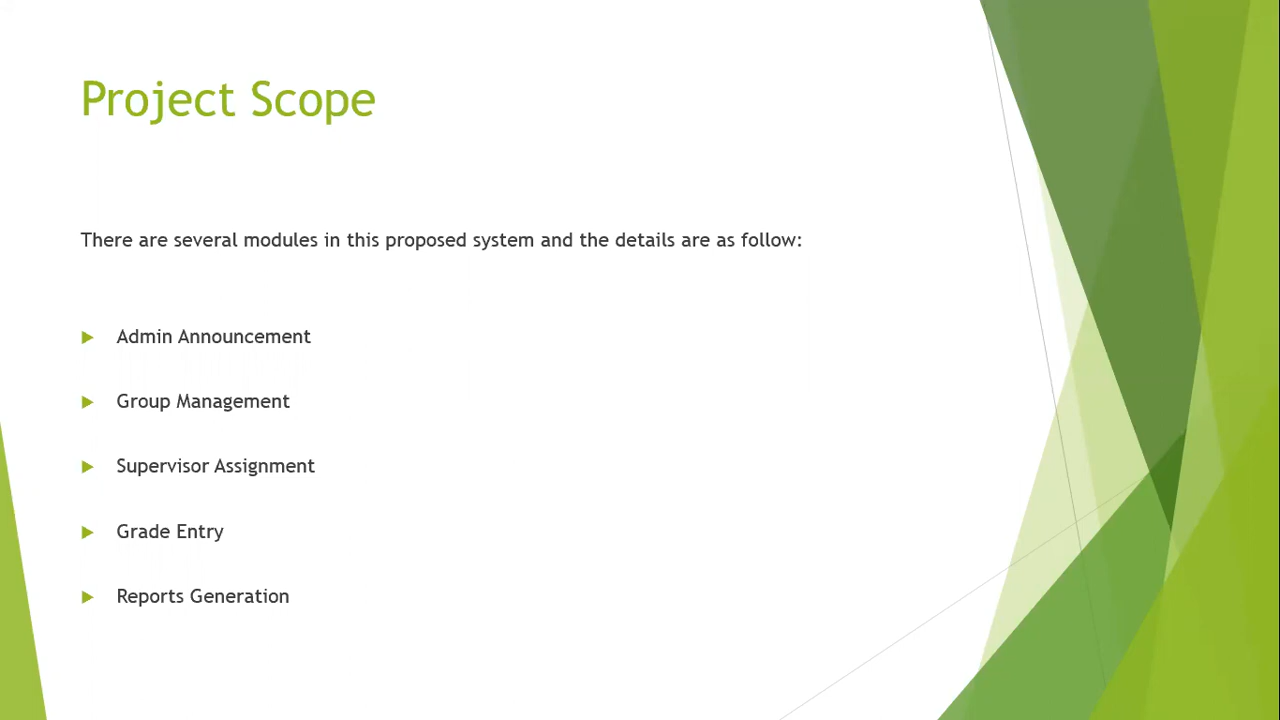 Project Scope
There are several modules in this proposed system and the details are as follow:
Admin Announcement
Group Management
Supervisor Assignment
Grade Entry
Reports Generation